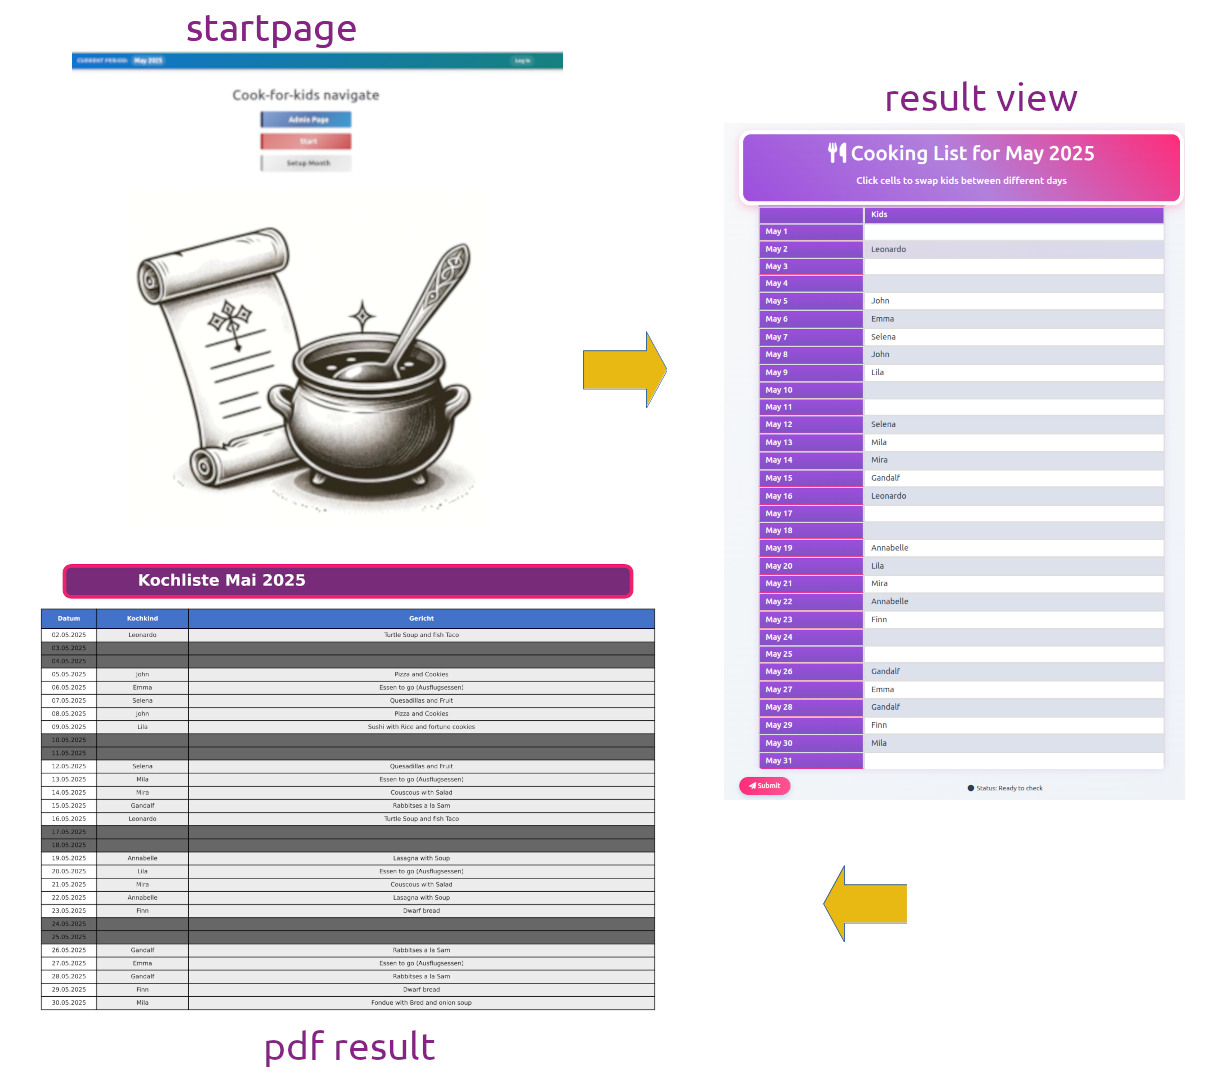 startpage
CURRENT PERIOD: May 2025 Log in
Cook-for-kids navigate
Admin Page
Start
Setup Month
result view
Cooking List for May 2025
Click cells to swap kids between different days
Kids
May 1
May 2 Leonardo
May 3
May 4
May 5 John
May 6 Emma
May 7 Selena
May 8 John
May 9 Lila
May 10
May 11
May 12 Selena
May 13 Mila
May 14 Mira
May 15 Gandalf
May 16 Leonardo
May 17
May 18
May 19 Annabelle
May 20 Lila
May 21 Mira
May 22 Annabelle
May 23 Finn
May 24
May 25
May 26 Gandalf
May 27 Emma
May 28 Gandalf
May 29 Finn
May 30 Mila
May 31
Submit Status: Ready to check
Kochliste Mai 2025
Datum Kochkind Gericht
02.05.2025 Leonardo Turtle Soup and fish Taco
03.05.2025
04.05.2025
05.05.2025 John Pizza and Cookies
06.05.2025 Emma Essen to go (Ausflugsessen)
07.05.2025 Selena Quesadillas and Fruit
08.05.2025 John Pizza and Cookies
09.05.2025 Lila Sushi with Rice and fortune cookies
10.05.2025
11.05.2025
12.05.2025 Selena Quesadillas and Fruit
13.05.2025 Mila Essen to go (Ausflugsessen)
14.05.2025 Mira Couscous with Salad
15.05.2025 Gandalf Rabbitses a la Sam
16.05.2025 Leonardo Turtle Soup and fish Taco
17.05.2025
18.05.2025
19.05.2025 Annabelle Lasagna with Soup
20.05.2025 Lila Essen to go (Ausflugsessen)
21.05.2025 Mira Couscous with Salad
22.05.2025 Annabelle Lasagna with Soup
23.05.2025 Finn Dwarf bread
24.05.2025
25.05.2025
26.05.2025 Gandalf Rabbitses a la Sam
27.05.2025 Emma Essen to go (Ausflugsessen)
28.05.2025 Gandalf Rabbitses a la Sam
29.05.2025 Finn Dwarf bread
30.05.2025 Mila Fondue with Bred and onion soup
pdf result